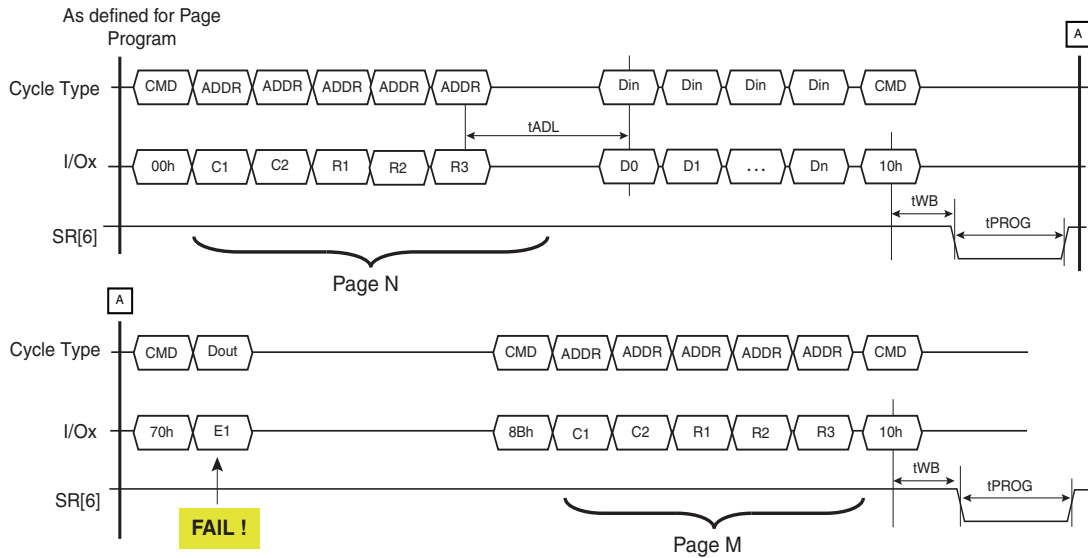 As defined for Page
Program
A
Cycle Type
CMD ADDR ADDR ADDR ADDR ADDR Din Din Din Din CMD
tADL
I/Ox
00h C1 C2 R1 R2 R3 D0 D1 ... Dn 10h
tWB
tPROG
SR[6]
Page N
A
Cycle Type
CMD Dout CMD ADDR ADDR ADDR ADDR ADDR CMD
I/Ox
70h E1 8Bh C1 C2 R1 R2 R3 10h
tWB
tPROG
SR[6]
FAIL !
Page M